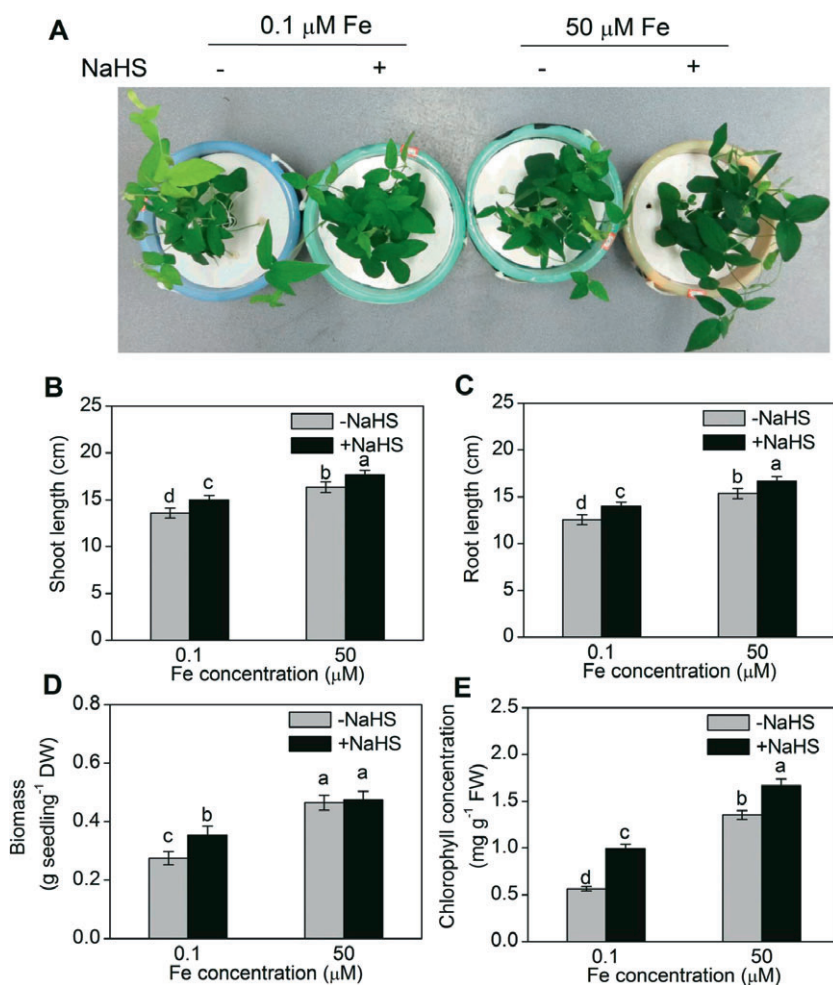 A
0.1 μM Fe 50 μM Fe
NaHS - + - +
B
25
20
15
10
5
0
Shoot length (cm)
-NaHS
+NaHS
d c b a
0.1 50
Fe concentration (μM)
C
25
20
15
10
5
0
Root length (cm)
-NaHS
+NaHS
d c b a
0.1 50
Fe concentration (μM)
D
0.8
0.6
0.4
0.2
0.0
Biomass
(g seedling⁻¹ DW)
-NaHS
+NaHS
c b a a
0.1 50
Fe concentration (μM)
E
2.5
2.0
1.5
1.0
0.5
0.0
Chlorophyll concentration
(mg g⁻¹ FW)
-NaHS
+NaHS
d c b a
0.1 50
Fe concentration (μM)